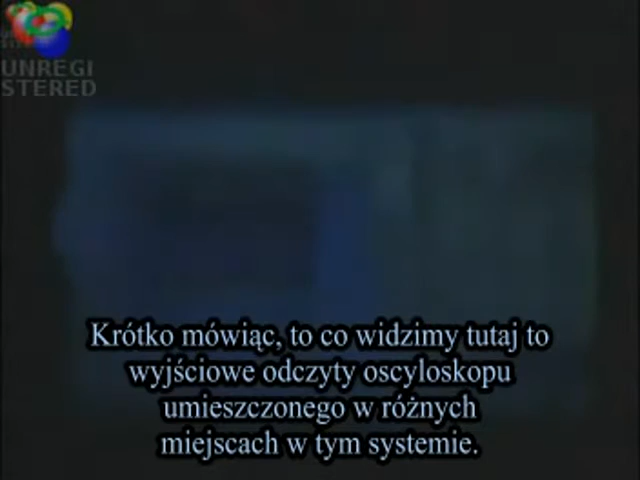 UNREGI
STERED
Krótko mówiąc, to co widzimy tutaj to
wyjściowe odczyty oscyloskopu
umieszczonego w różnych
miejscach w tym systemie.